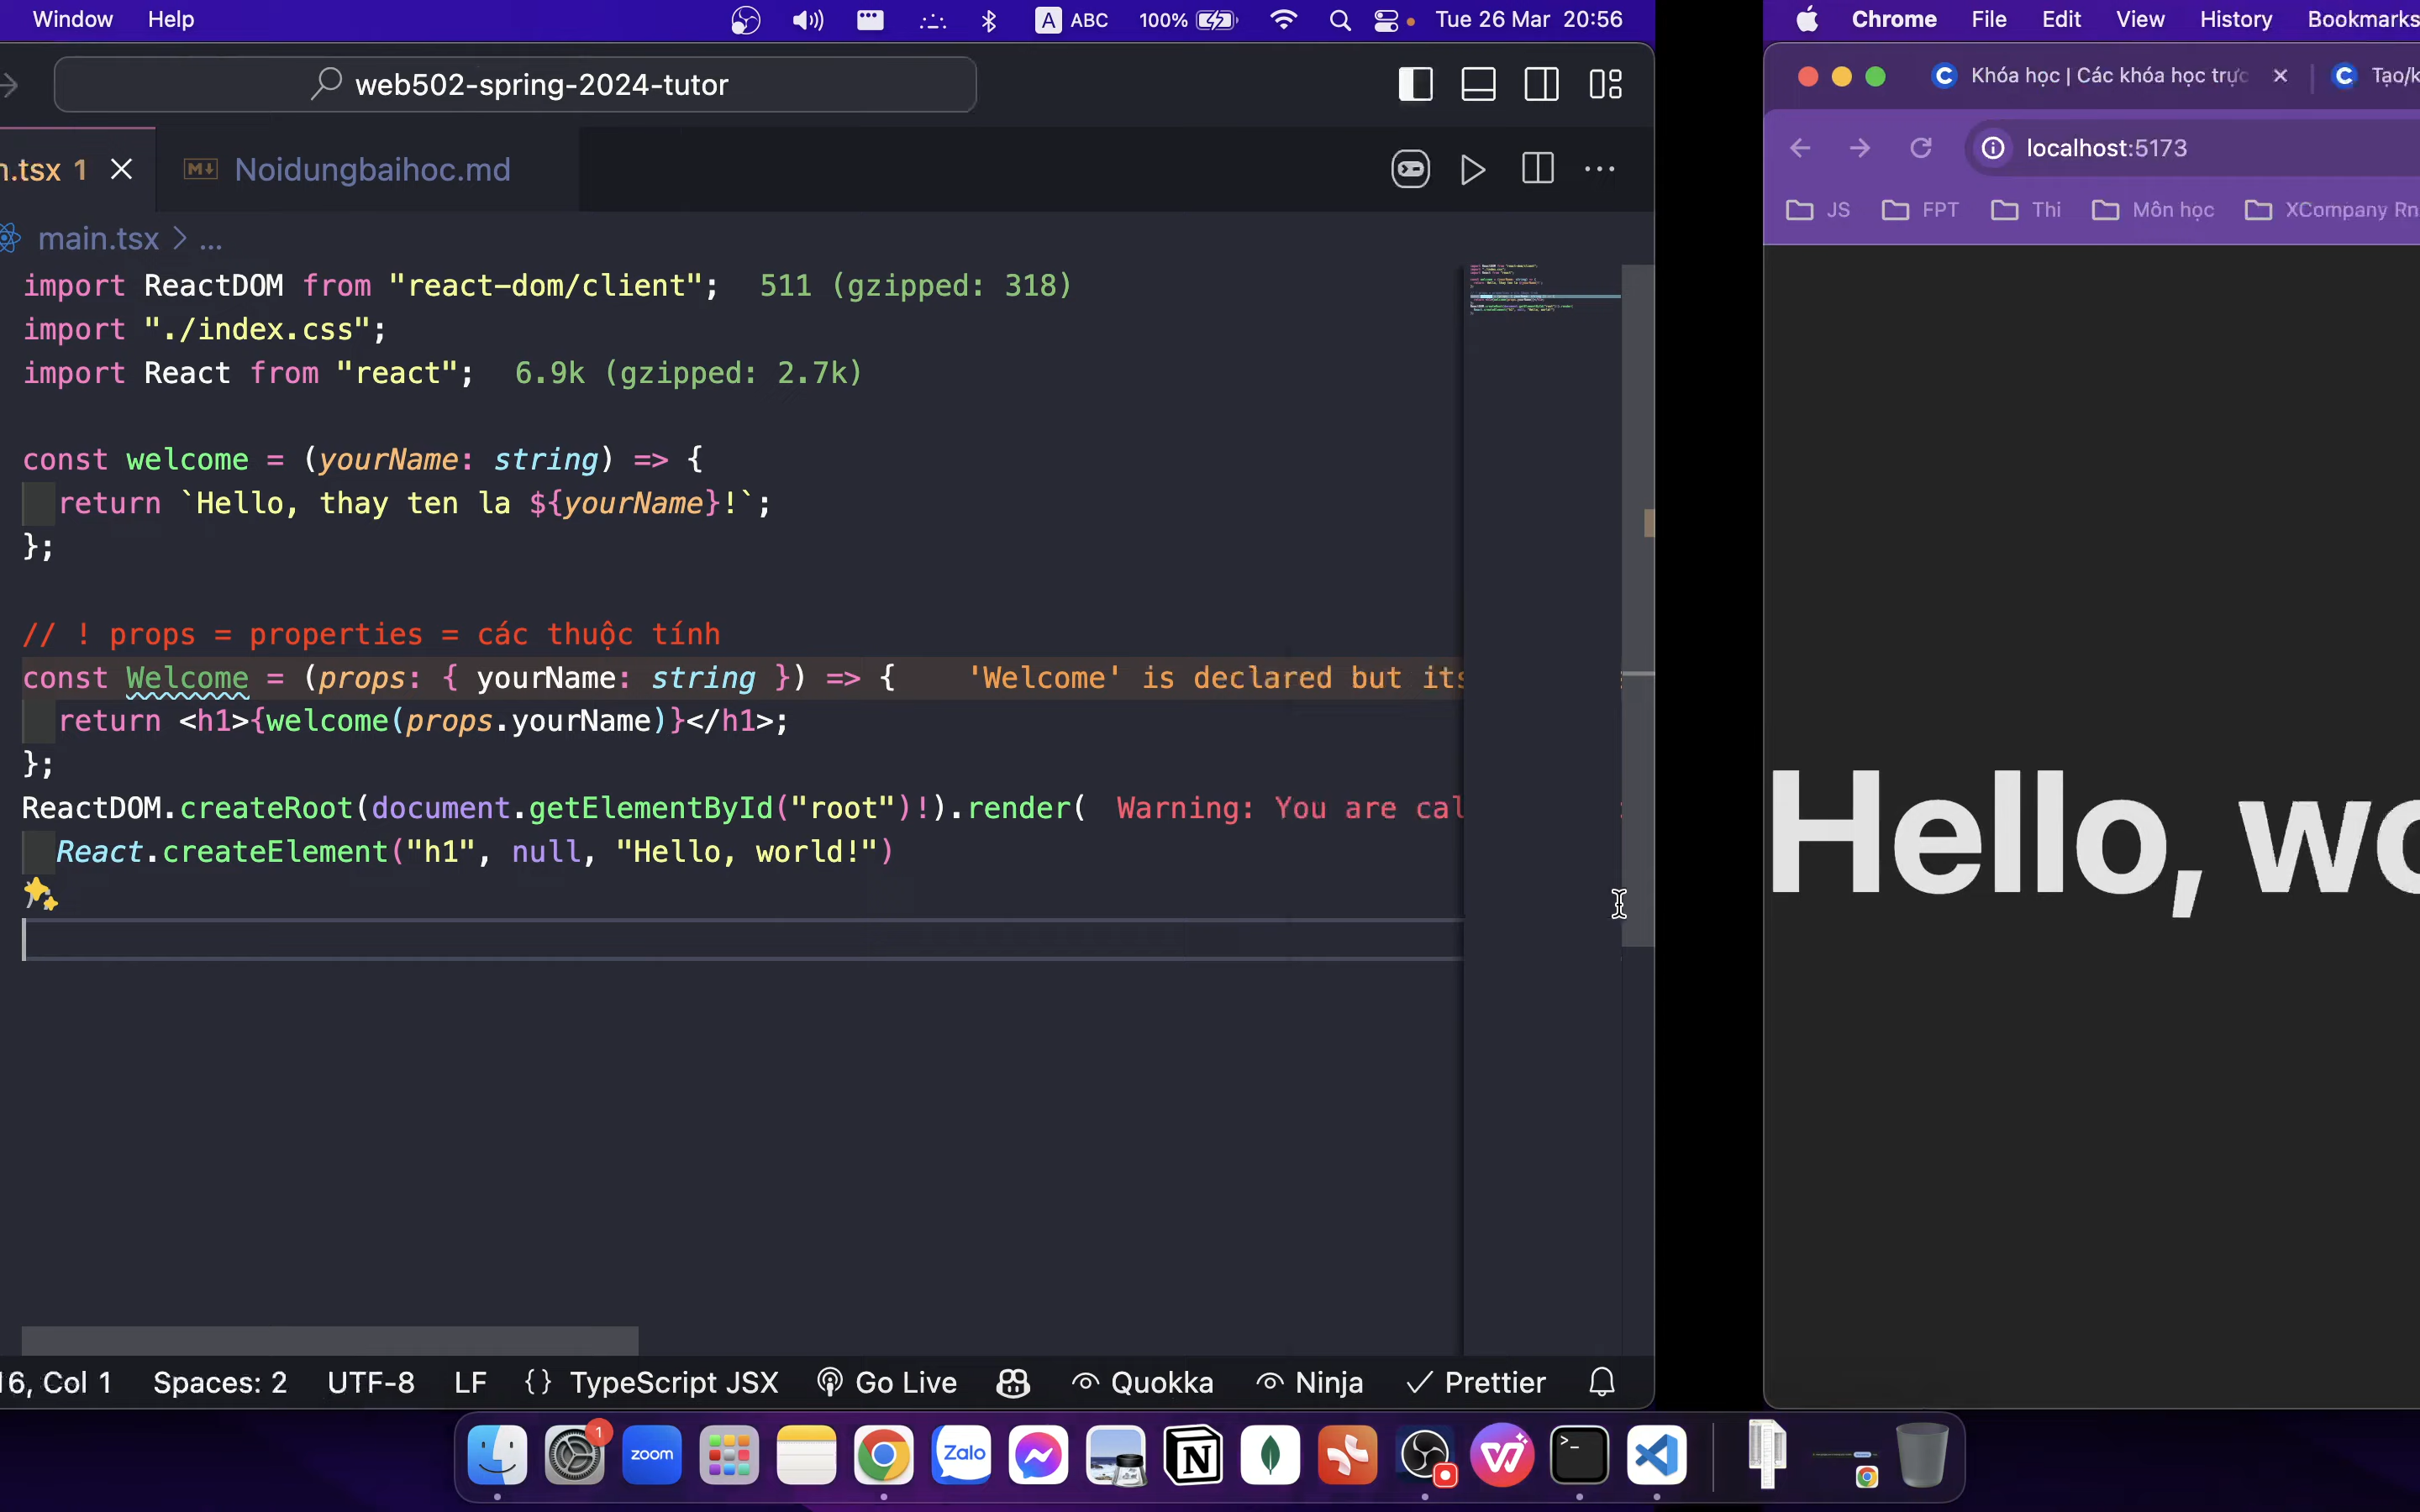 Window Help ABC 100% Tue 26 Mar 20:56
web502-spring-2024-tutor
n.tsx 1 Noidungbaihoc.md
main.tsx > ...
import ReactDOM from "react-dom/client"; 511 (gzipped: 318)
import "./index.css";
import React from "react"; 6.9k (gzipped: 2.7k)
const welcome = (yourName: string) => {
return `Hello, thay ten la ${yourName}!`;
};
// ! props = properties = các thuộc tính
const Welcome = (props: { yourName: string }) => { 'Welcome' is declared but its
return <h1>{welcome(props.yourName)}</h1>;
};
ReactDOM.createRoot(document.getElementById("root")!).render( Warning: You are cal
React.createElement("h1", null, "Hello, world!")
16, Col 1 Spaces: 2 UTF-8 LF {} TypeScript JSX Go Live Quokka Ninja Prettier
Chrome File Edit View History Bookmarks
Khóa học | Các khóa học trực Tạo/k
localhost:5173
JS FPT Thi Môn học XCompany Rn
Hello, wo
1 zoom Zalo